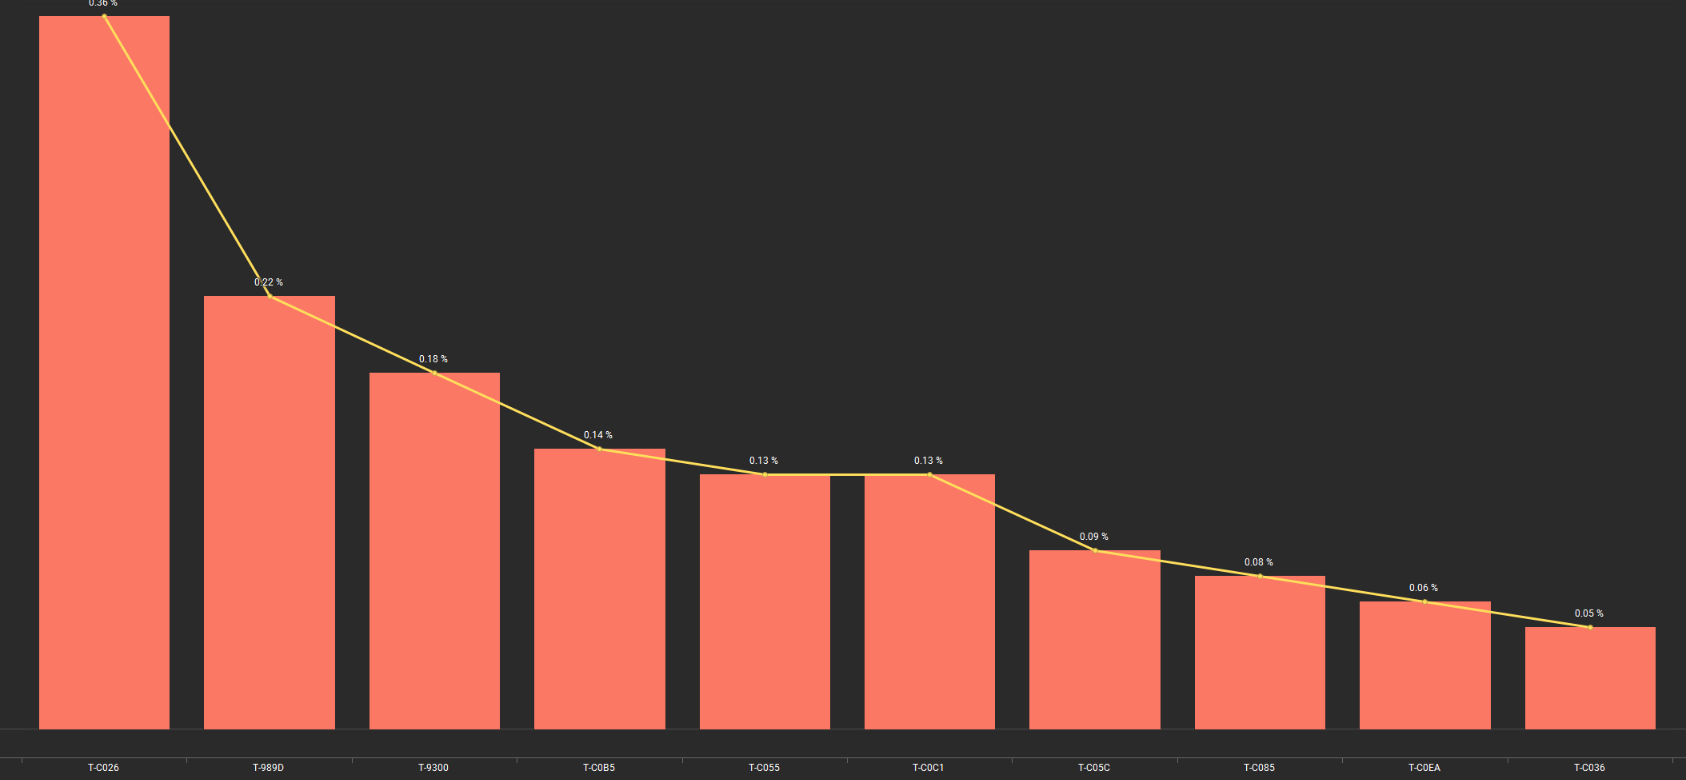 0.36 %
0.22 %
0.18 %
0.14 %
0.13 %
0.13 %
0.09 %
0.08 %
0.06 %
0.05 %
T-C026
T-989D
T-9300
T-C0B5
T-C055
T-C0C1
T-C05C
T-C085
T-C0EA
T-C036